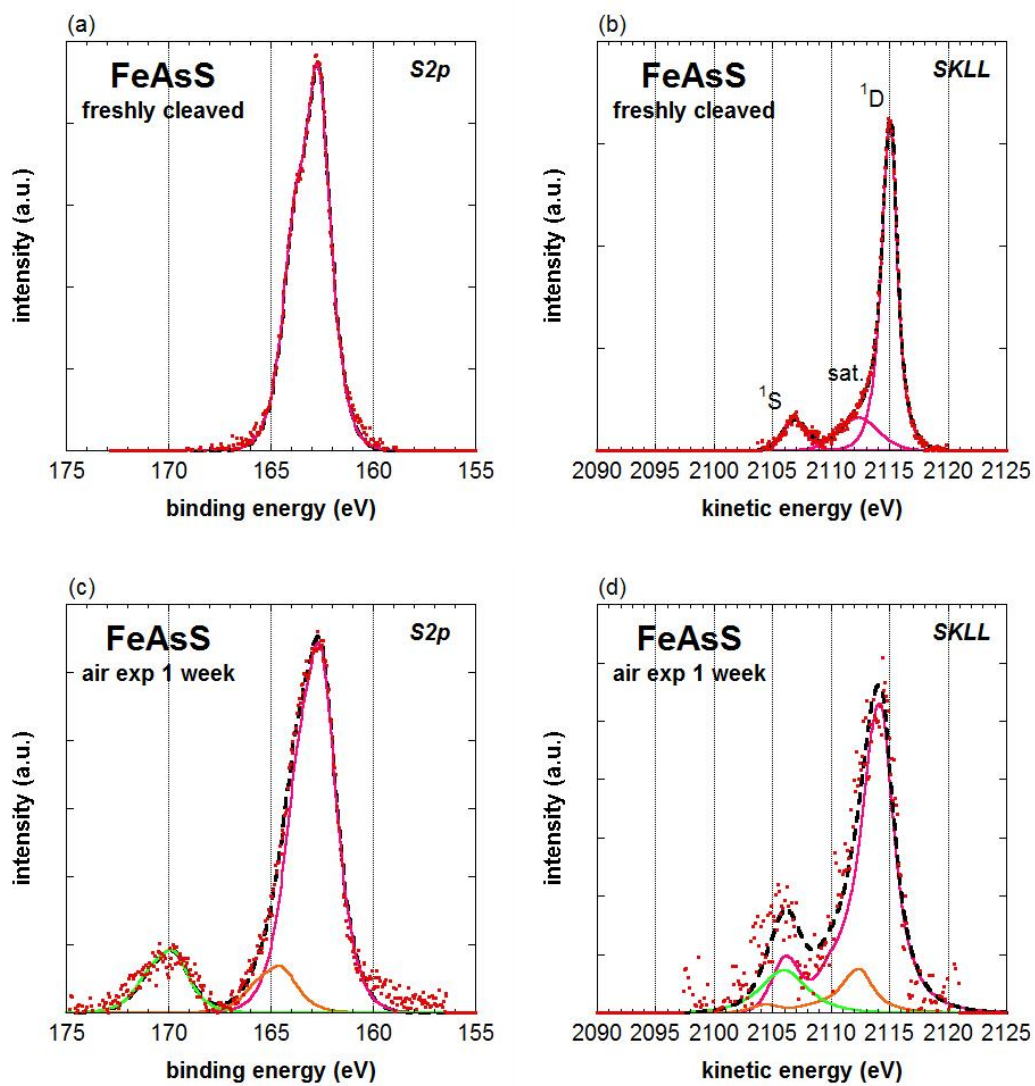 (a)
FeAsS
freshly cleaved
S2p
intensity (a.u.)
175 170 165 160 155
binding energy (eV)
(b)
FeAsS
freshly cleaved
SKLL
¹D
sat.
¹S
intensity (a.u.)
2090 2095 2100 2105 2110 2115 2120 2125
kinetic energy (eV)
(c)
FeAsS
air exp 1 week
S2p
intensity (a.u.)
175 170 165 160 155
binding energy (eV)
(d)
FeAsS
air exp 1 week
SKLL
intensity (a.u.)
2090 2095 2100 2105 2110 2115 2120 2125
kinetic energy (eV)